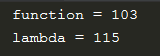 function = 103
lambda = 115